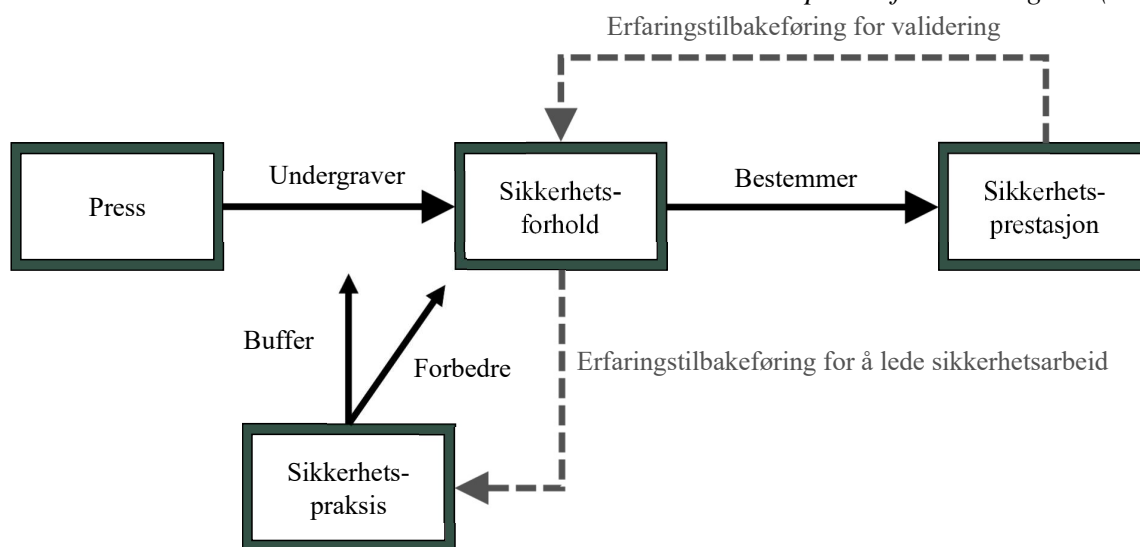 Erfaringstilbakeføring for validering
Undergraver
Bestemmer
Press
Sikkerhets-
forhold
Sikkerhets-
prestasjon
Buffer
Forbedre
Erfaringstilbakeføring for å lede sikkerhetsarbeid
Sikkerhets-
praksis